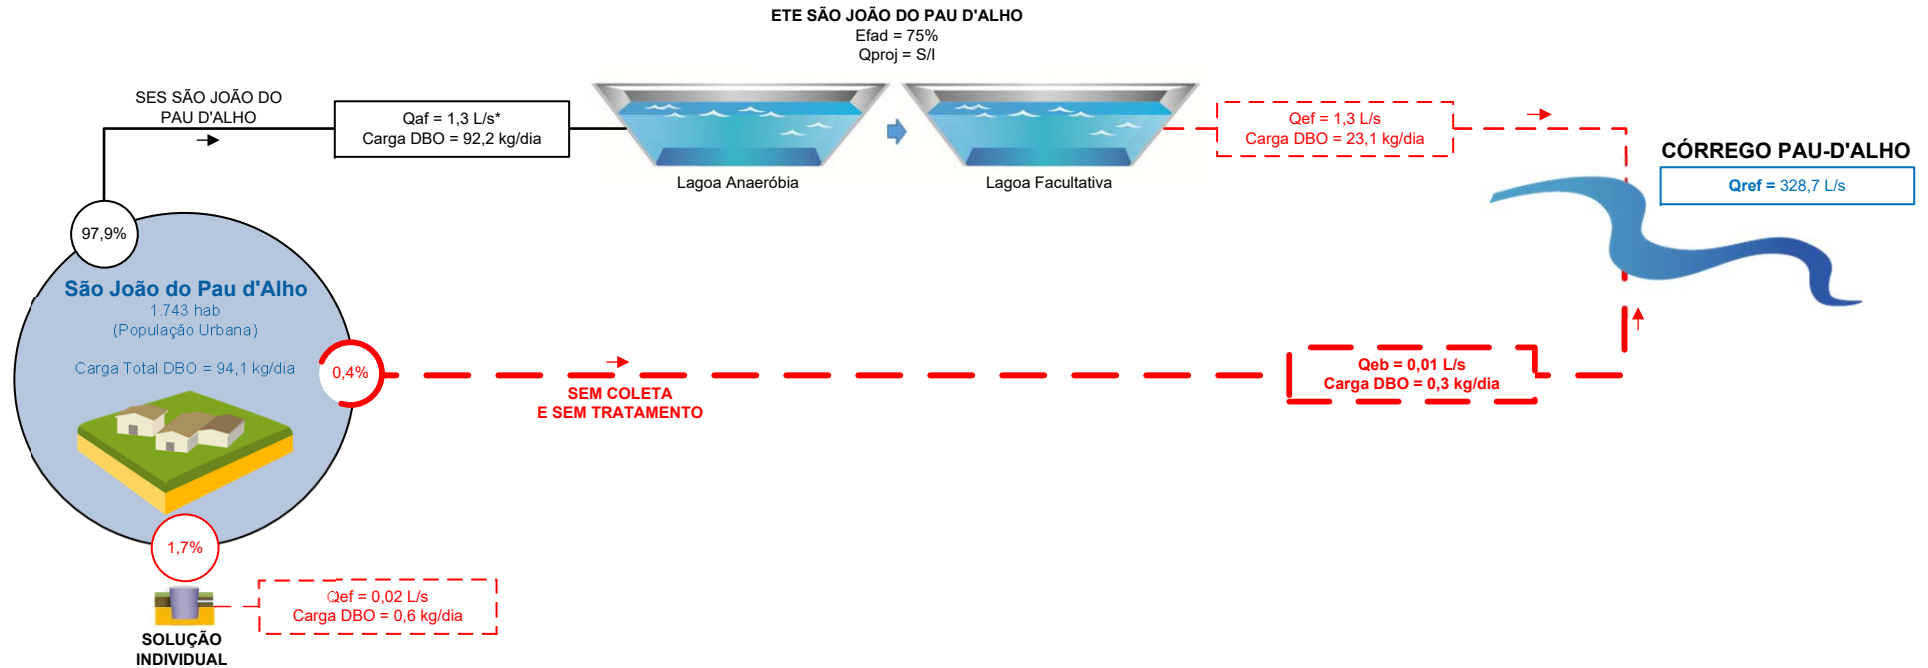 ETE SÃO JOÃO DO PAU D'ALHO
Efad = 75%
Qproj = S/I
SES SÃO JOÃO DO
PAU D'ALHO
Qaf = 1,3 L/s*
Carga DBO = 92,2 kg/dia
Lagoa Anaeróbia
Lagoa Facultativa
Qef = 1,3 L/s
Carga DBO = 23,1 kg/dia
CÓRREGO PAU-D'ALHO
Qref = 328,7 L/s
97,9%
São João do Pau d'Alho
1.743 hab
(População Urbana)
Carga Total DBO = 94,1 kg/dia
0,4%
SEM COLETA
E SEM TRATAMENTO
Qeb = 0,01 L/s
Carga DBO = 0,3 kg/dia
1,7%
Qef = 0,02 L/s
Carga DBO = 0,6 kg/dia
SOLUÇÃO
INDIVIDUAL